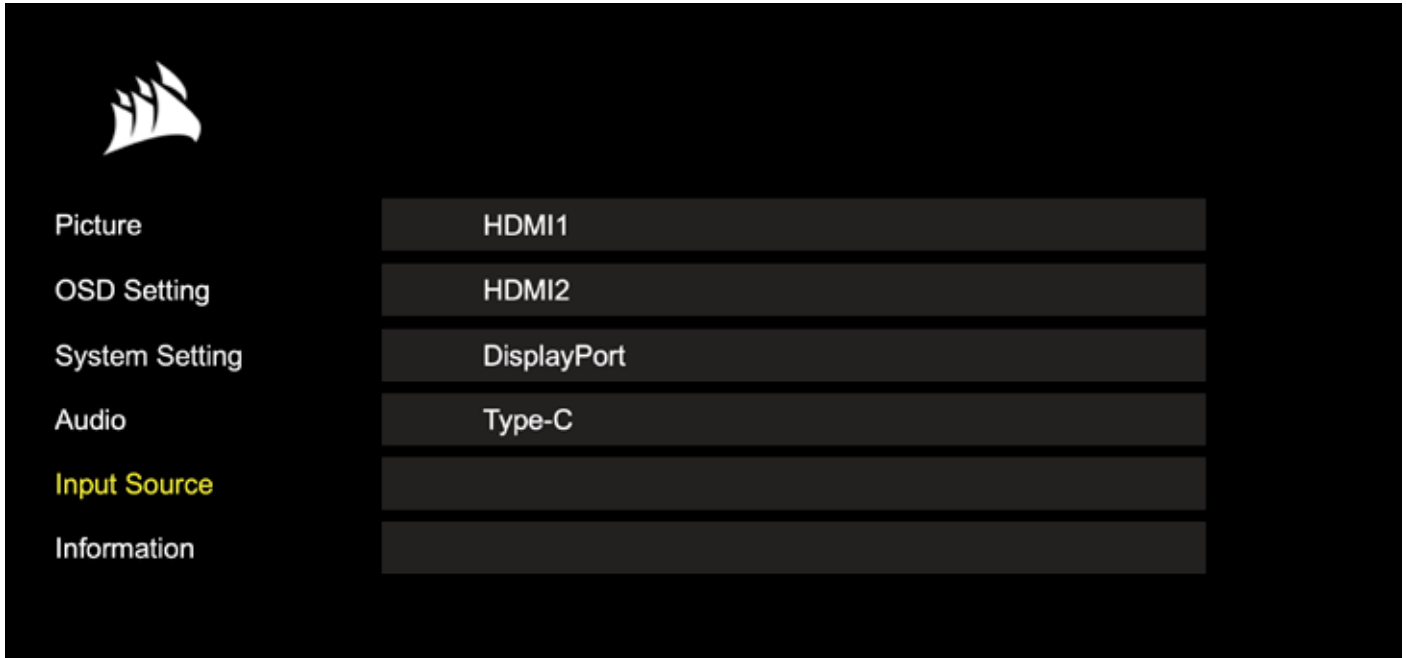 Picture
HDMI1
OSD Setting
HDMI2
System Setting
DisplayPort
Audio
Type-C
Input Source
Information